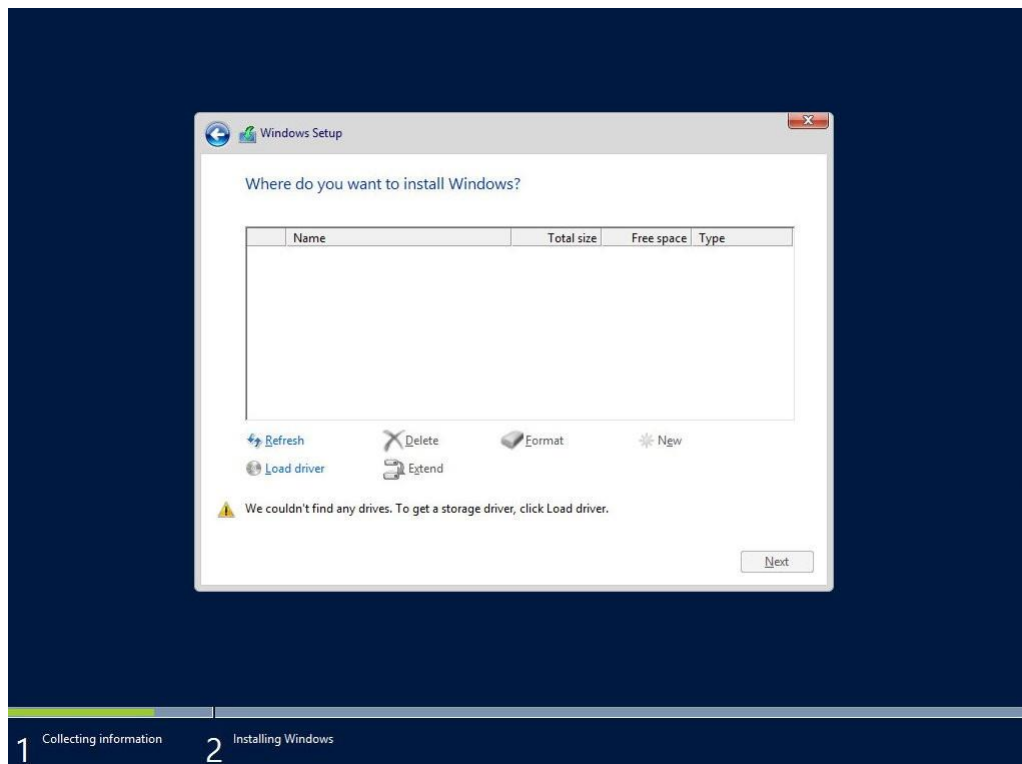 Windows Setup
Where do you want to install Windows?
Name Total size Free space Type
Refresh Delete Format New
Load driver Extend
We couldn't find any drives. To get a storage driver, click Load driver.
Next
1 Collecting information 2 Installing Windows